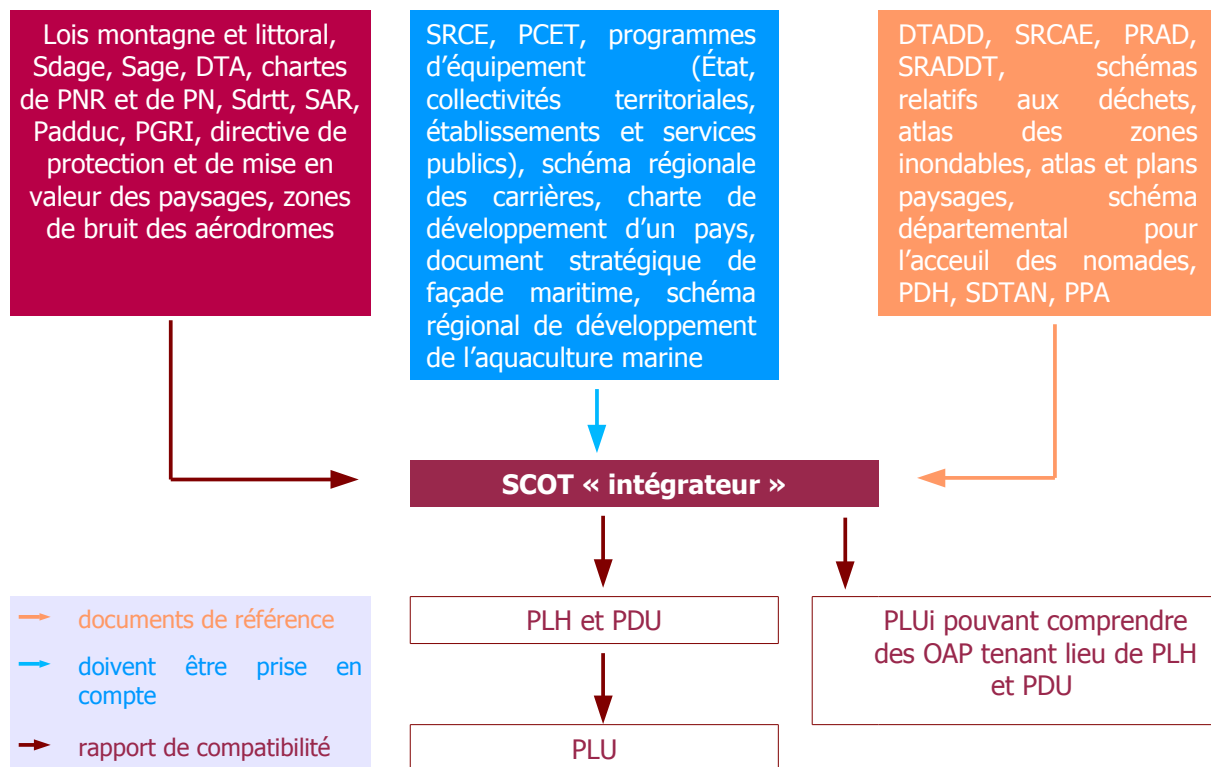 Lois montagne et littoral,
Sdage, Sage, DTA, chartes
de PNR et de PN, Sdrtt, SAR,
Padduc, PGRI, directive de
protection et de mise en
valeur des paysages, zones
de bruit des aérodromes
SRCE, PCET, programmes
d’équipement (État,
collectivités territoriales,
établissements et services
publics), schéma régionale
des carrières, charte de
développement d’un pays,
document stratégique de
façade maritime, schéma
régional de développement
de l’aquaculture marine
DTADD, SRCAE, PRAD,
SRADDT, schémas
relatifs aux déchets,
atlas des zones
inondables, atlas et plans
paysages, schéma
départemental pour
l’acceuil des nomades,
PDH, SDTAN, PPA
SCOT « intégrateur »
documents de référence
doivent être prise en
compte
rapport de compatibilité
PLH et PDU
PLU
PLUi pouvant comprendre
des OAP tenant lieu de PLH
et PDU